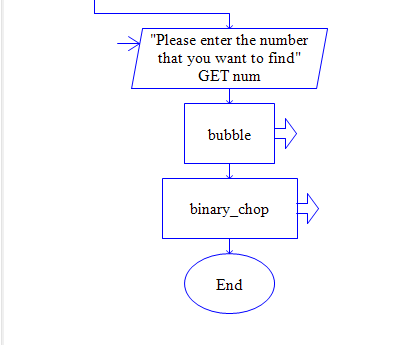 "Please enter the number
that you want to find"
GET num
bubble
binary_chop
End